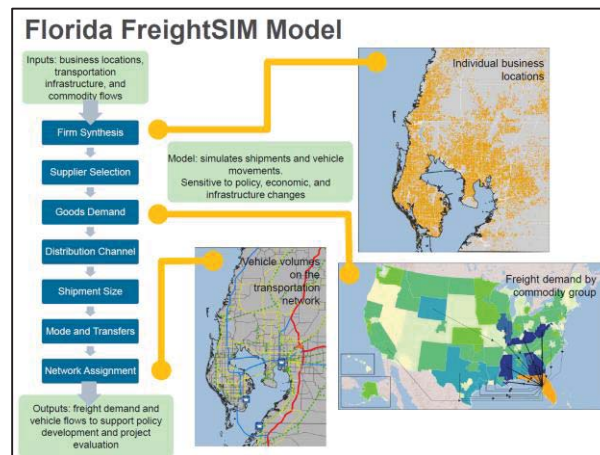 Florida FreightSIM Model
Inputs: business locations,
transportation
infrastructure, and
commodity flows
Firm Synthesis
Supplier Selection
Goods Demand
Distribution Channel
Shipment Size
Mode and Transfers
Network Assignment
Outputs: freight demand and
vehicle flows to support policy
development and project
evaluation
Model: simulates shipments and vehicle
movements.
Sensitive to policy, economic, and
infrastructure changes
Individual business
locations
Vehicle volumes
on the
transportation
network
Freight demand by
commodity group